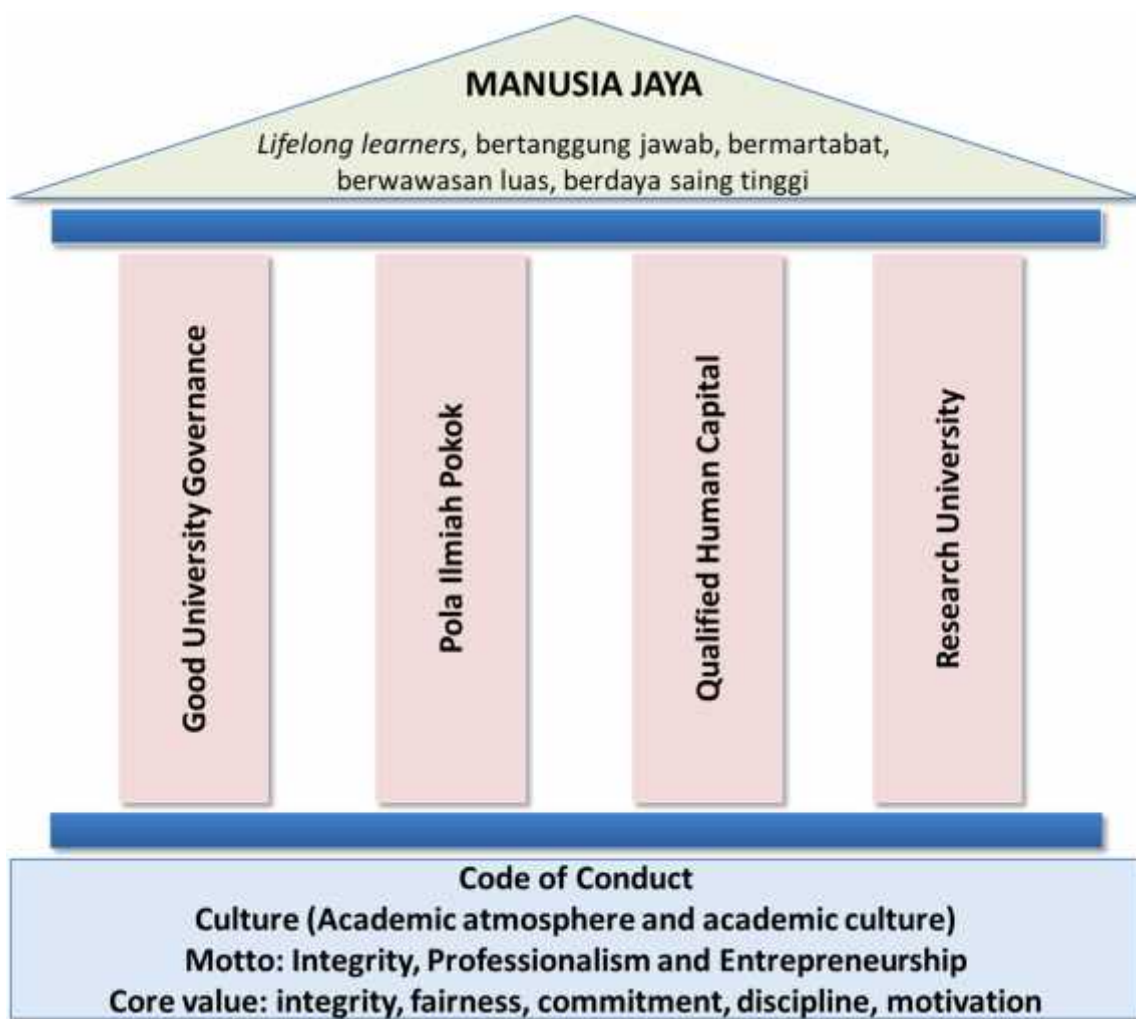 MANUSIA JAYA
Lifelong learners, bertanggung jawab, bermartabat,
berwawasan luas, berdaya saing tinggi
Good University Governance
Pola Ilmiah Pokok
Qualified Human Capital
Research University
Code of Conduct
Culture (Academic atmosphere and academic culture)
Motto: Integrity, Professionalism and Entrepreneurship
Core value: integrity, fairness, commitment, discipline, motivation